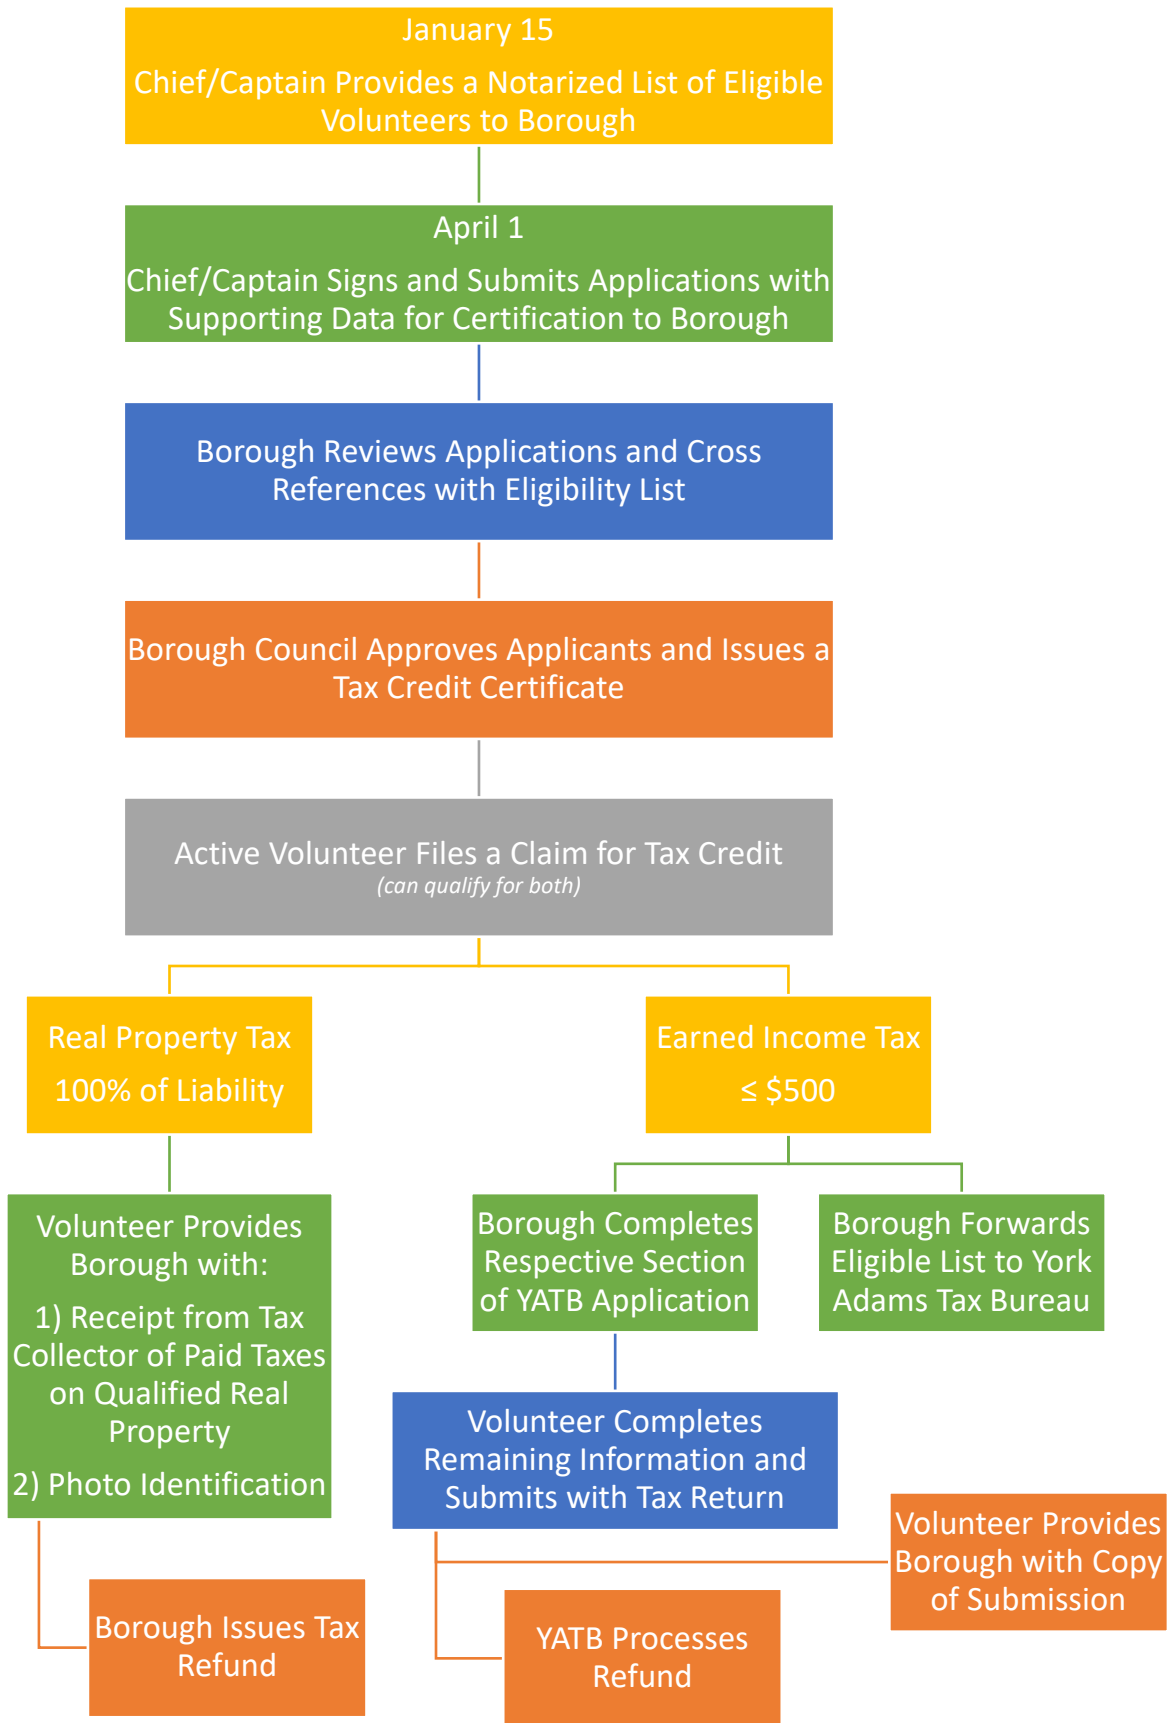 January 15
Chief/Captain Provides a Notarized List of Eligible
Volunteers to Borough
April 1
Chief/Captain Signs and Submits Applications with
Supporting Data for Certification to Borough
Borough Reviews Applications and Cross
References with Eligibility List
Borough Council Approves Applicants and Issues a
Tax Credit Certificate
Active Volunteer Files a Claim for Tax Credit
(can qualify for both)
Real Property Tax
100% of Liability
Earned Income Tax
≤ $500
Volunteer Provides
Borough with:
1) Receipt from Tax
Collector of Paid Taxes
on Qualified Real
Property
2) Photo Identification
Borough Issues Tax
Refund
Borough Completes
Respective Section
of YATB Application
Borough Forwards
Eligible List to York
Adams Tax Bureau
Volunteer Completes
Remaining Information and
Submits with Tax Return
Volunteer Provides
Borough with Copy
of Submission
YATB Processes
Refund